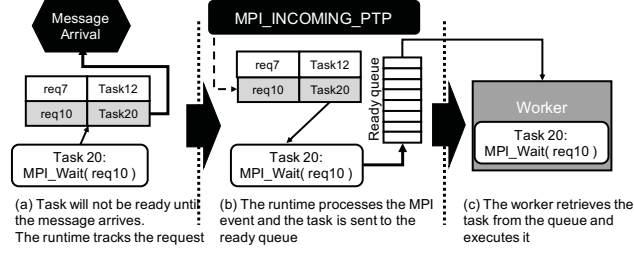 Message
Arrival
req7 Task12
req10 Task20
Task 20:
MPI_Wait( req10 )
(a) Task will not be ready until
the message arrives.
The runtime tracks the request
MPI_INCOMING_PTP
req7 Task12
req10 Task20
Task 20:
MPI_Wait( req10 )
Ready queue
(b) The runtime processes the MPI
event and the task is sent to the
ready queue
Worker
Task 20:
MPI_Wait( req10 )
(c) The worker retrieves the
task from the queue and
executes it